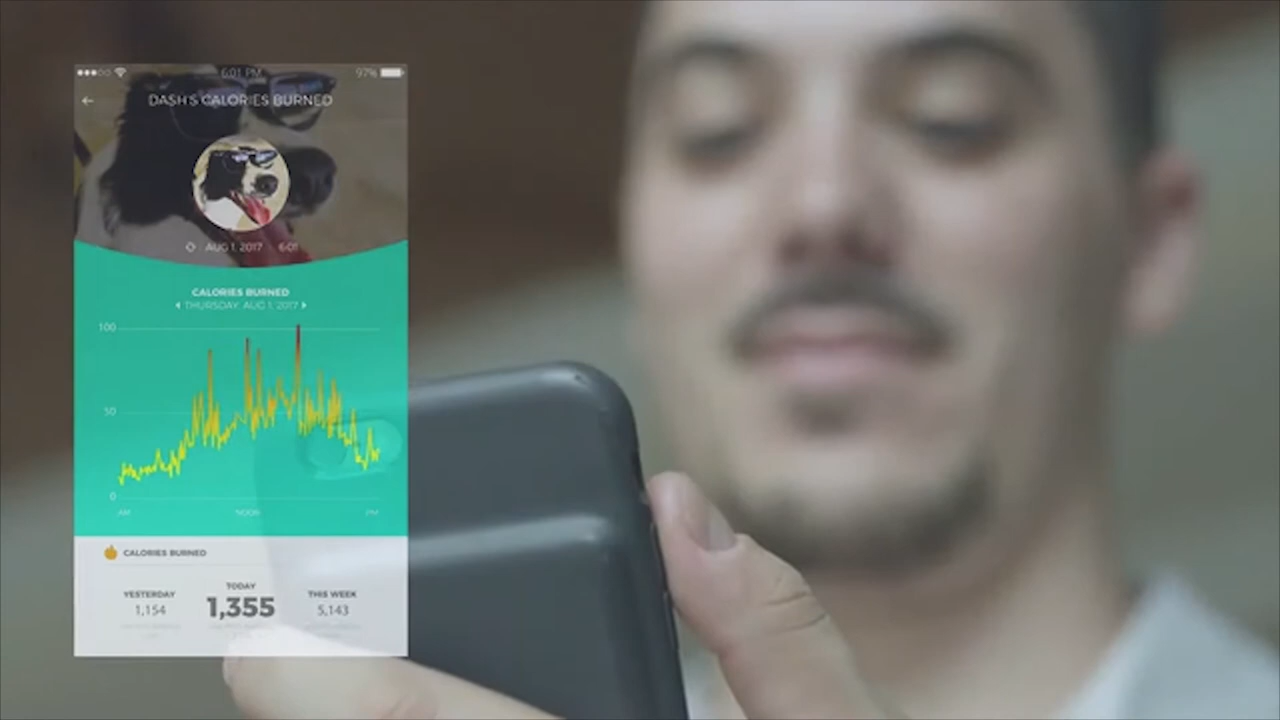 6:01 PM 97%
DASH'S CALORIES BURNED
AUG 1, 2017 6:01
CALORIES BURNED
THURSDAY, AUG 1, 2017
100
50
0
AM NOON PM
CALORIES BURNED
YESTERDAY TODAY THIS WEEK
1,154 1,355 5,143